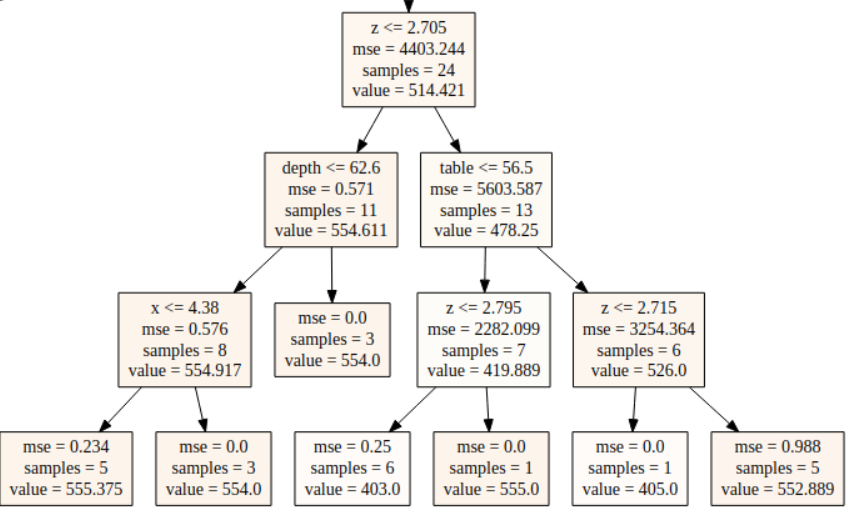 z <= 2.705
mse = 4403.244
samples = 24
value = 514.421
depth <= 62.6
mse = 0.571
samples = 11
value = 554.611
table <= 56.5
mse = 5603.587
samples = 13
value = 478.25
x <= 4.38
mse = 0.576
samples = 8
value = 554.917
mse = 0.0
samples = 3
value = 554.0
z <= 2.795
mse = 2282.099
samples = 7
value = 419.889
z <= 2.715
mse = 3254.364
samples = 6
value = 526.0
mse = 0.234
samples = 5
value = 555.375
mse = 0.0
samples = 3
value = 554.0
mse = 0.25
samples = 6
value = 403.0
mse = 0.0
samples = 1
value = 555.0
mse = 0.0
samples = 1
value = 405.0
mse = 0.988
samples = 5
value = 552.889